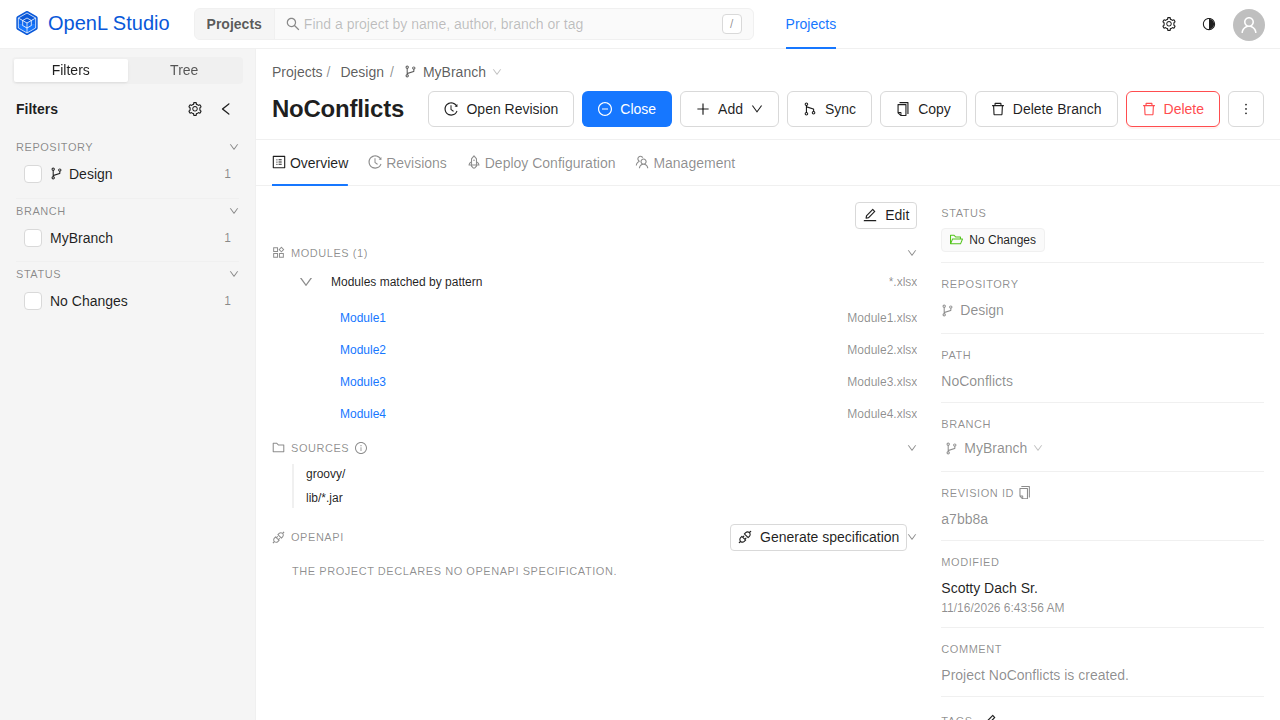 OpenL Studio
Projects
Find a project by name, author, branch or tag
/
Projects
Filters
Tree
Filters
REPOSITORY
Design
1
BRANCH
MyBranch
1
STATUS
No Changes
1
Projects / Design / MyBranch
NoConflicts
Open Revision
Close
Add
Sync
Copy
Delete Branch
Delete
Overview
Revisions
Deploy Configuration
Management
Edit
MODULES (1)
Modules matched by pattern
*.xlsx
Module1
Module1.xlsx
Module2
Module2.xlsx
Module3
Module3.xlsx
Module4
Module4.xlsx
SOURCES
groovy/
lib/*.jar
OPENAPI
Generate specification
THE PROJECT DECLARES NO OPENAPI SPECIFICATION.
STATUS
No Changes
REPOSITORY
Design
PATH
NoConflicts
BRANCH
MyBranch
REVISION ID
a7bb8a
MODIFIED
Scotty Dach Sr.
11/16/2026 6:43:56 AM
COMMENT
Project NoConflicts is created.
TAGS